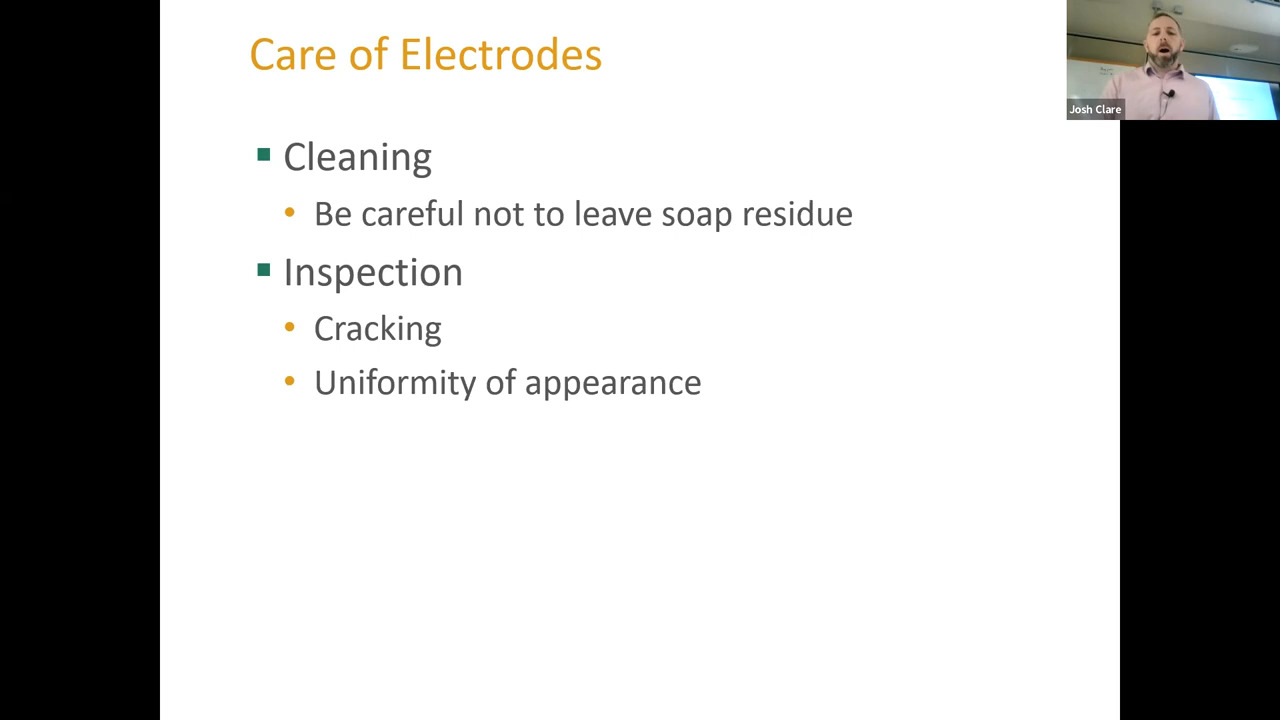 Care of Electrodes
Josh Clare
Cleaning
Be careful not to leave soap residue
Inspection
Cracking
Uniformity of appearance